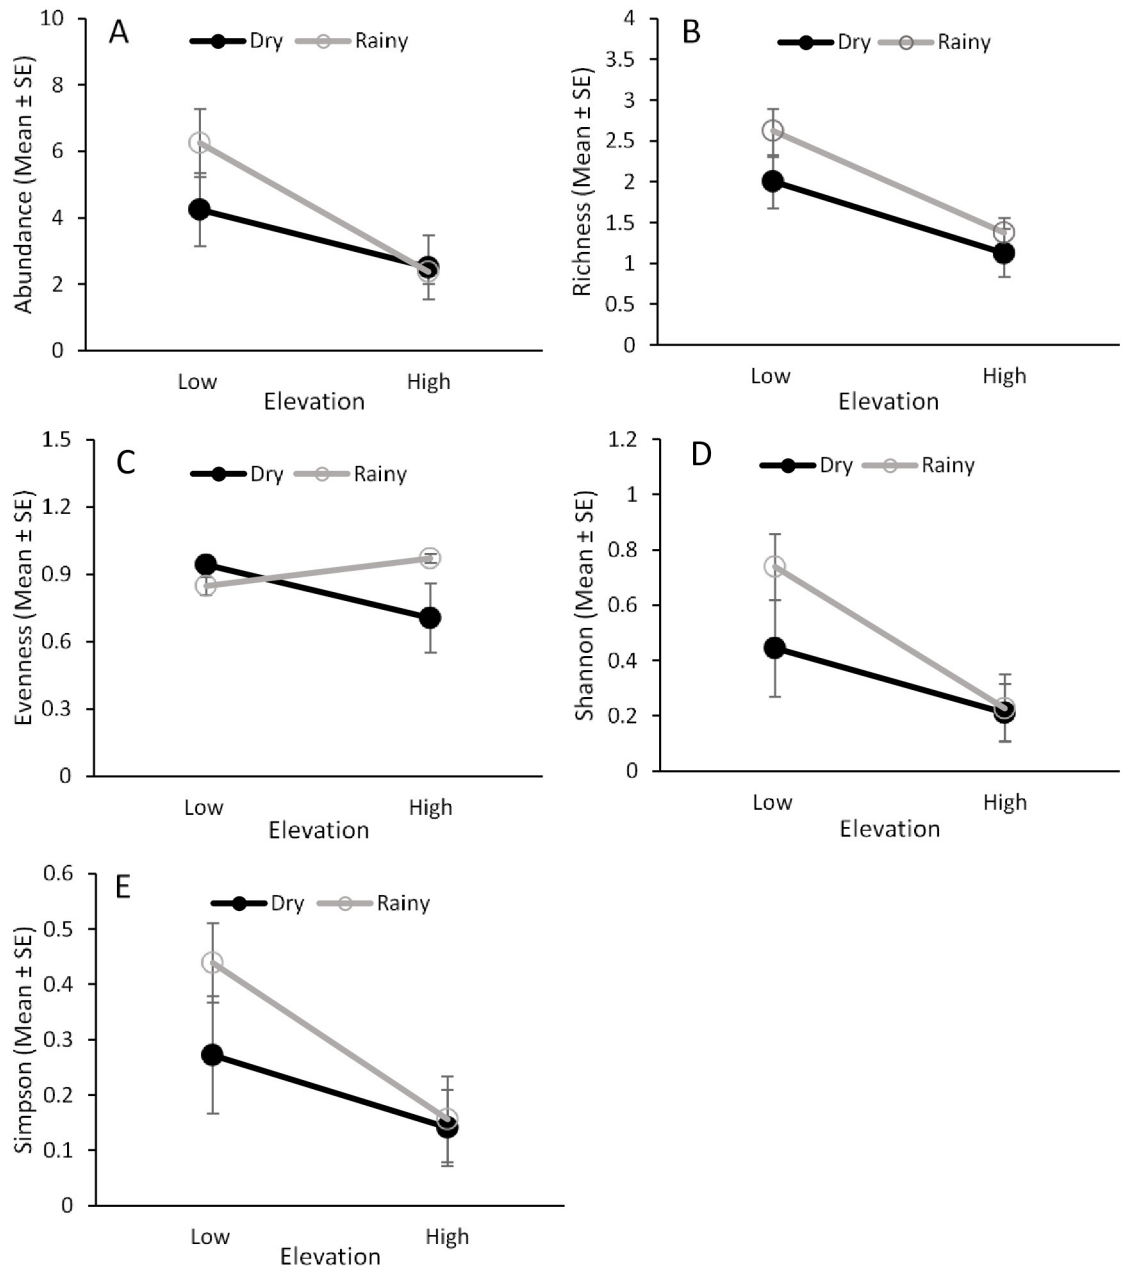 A
Dry Rainy
Abundance (Mean ± SE)
10
8
6
4
2
0
Low High
Elevation
B
Dry Rainy
Richness (Mean ± SE)
4
3.5
3
2.5
2
1.5
1
0.5
0
Low High
Elevation
C
Dry Rainy
Evenness (Mean ± SE)
1.5
1.2
0.9
0.6
0.3
0
Low High
Elevation
D
Dry Rainy
Shannon (Mean ± SE)
1.2
1
0.8
0.6
0.4
0.2
0
Low High
Elevation
E
Dry Rainy
Simpson (Mean ± SE)
0.6
0.5
0.4
0.3
0.2
0.1
0
Low High
Elevation